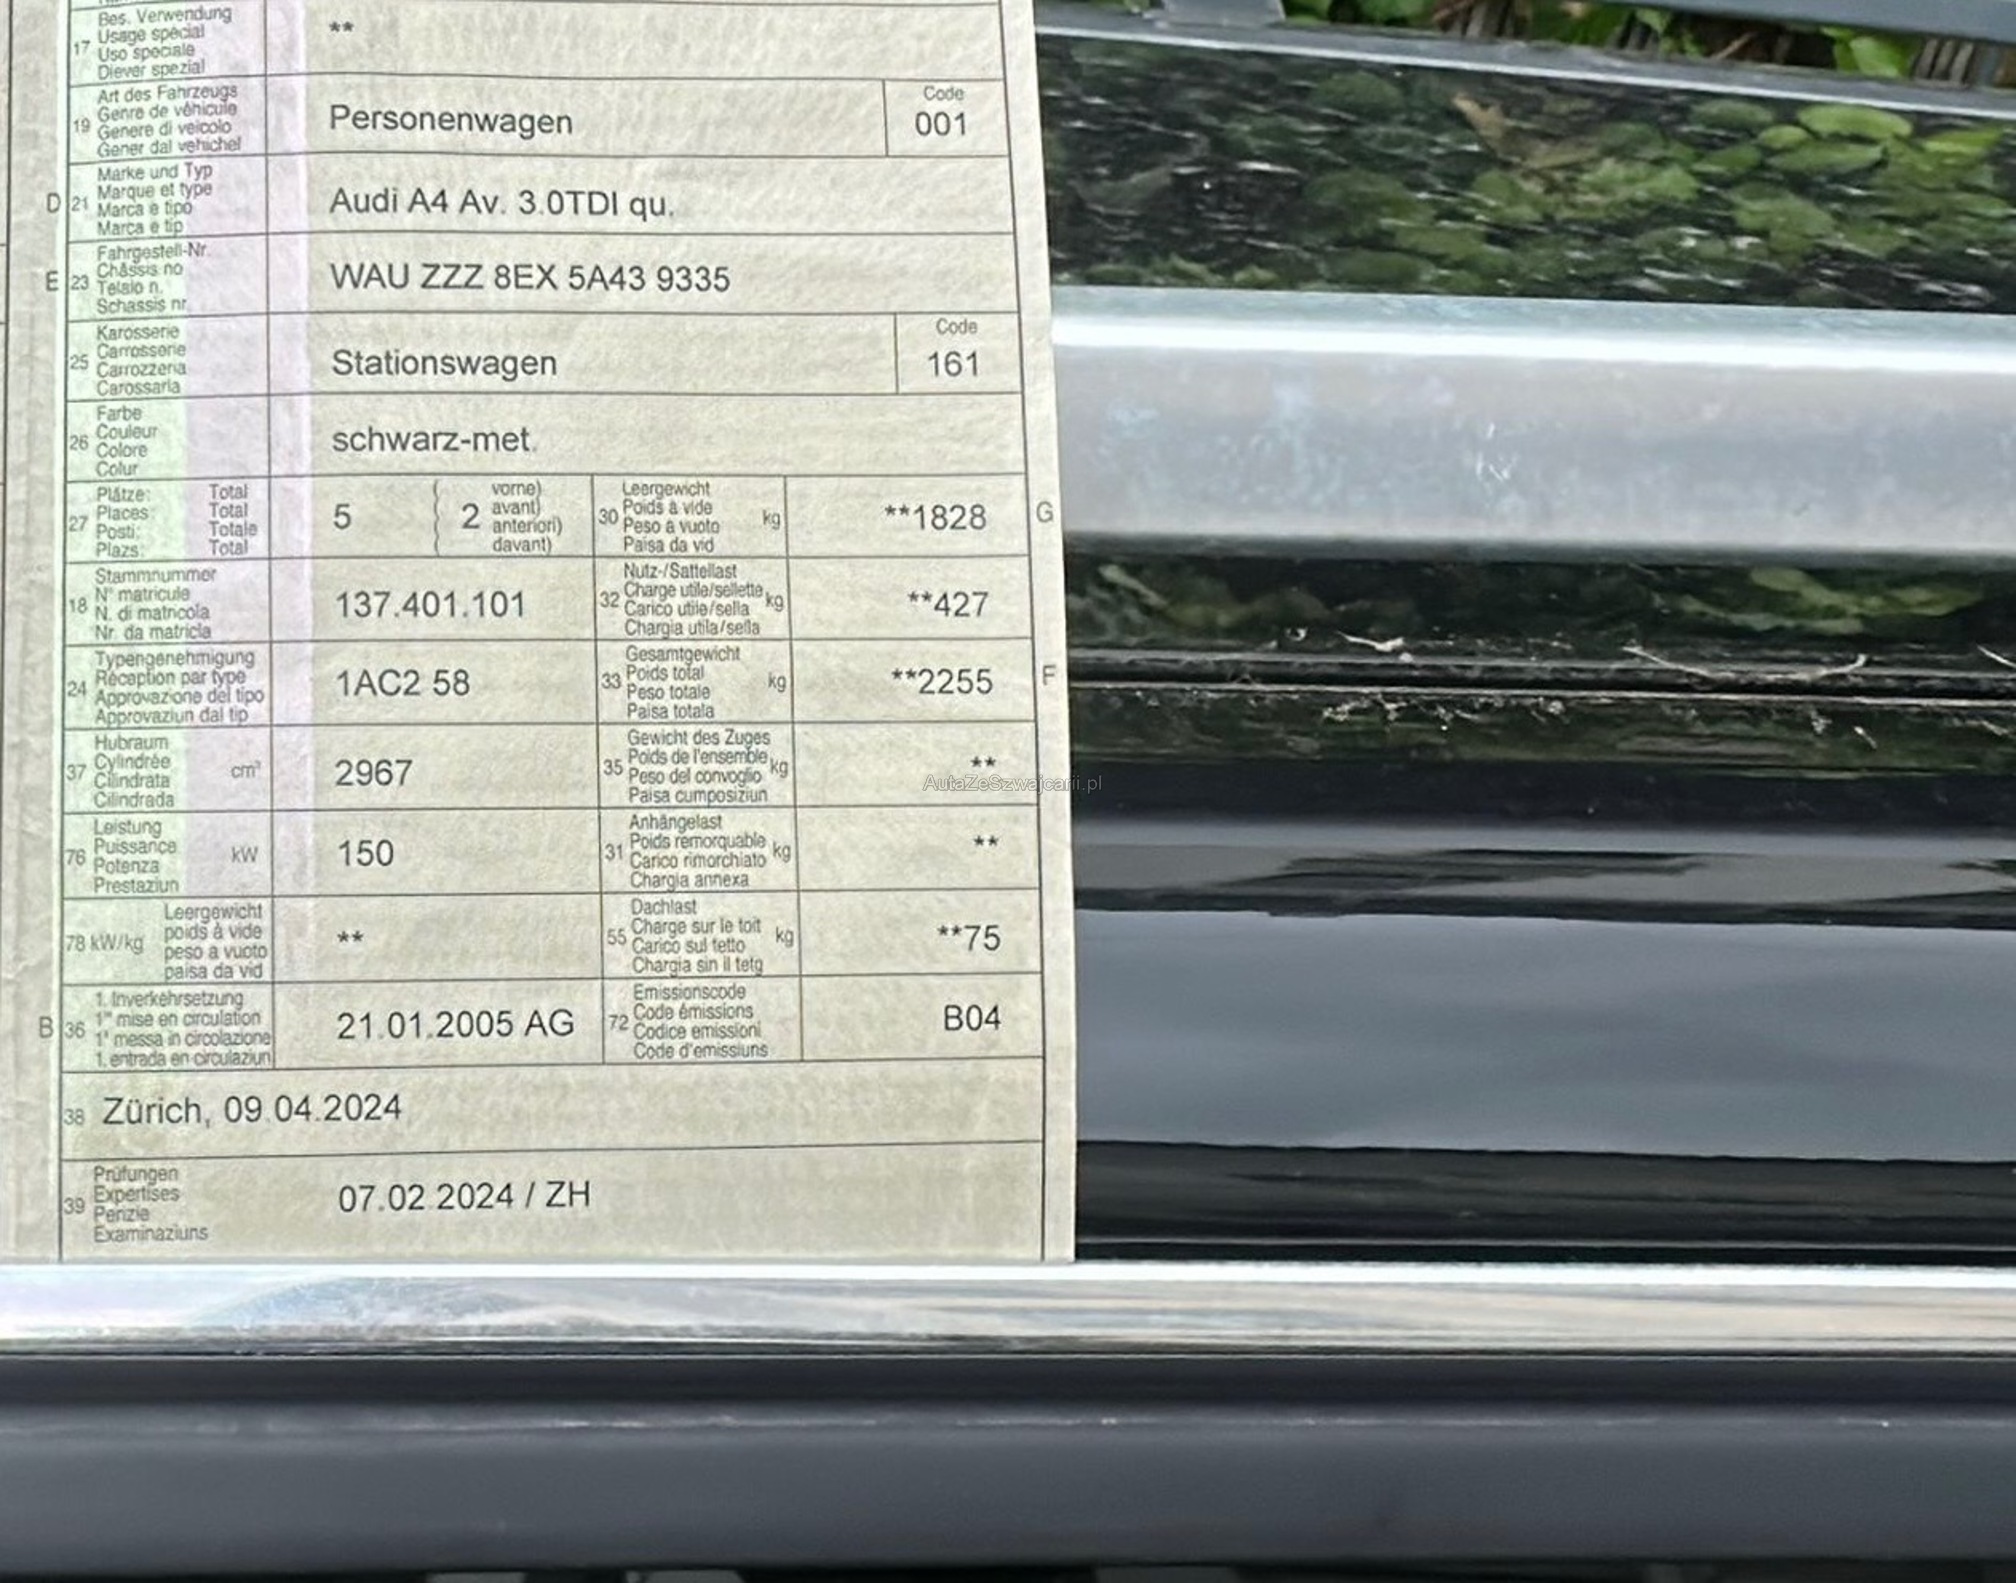 Bes. Verwendung
Usage spécial
17 Uso speciale
Diever spezial
**
Art des Fahrzeugs
Genre de véhicule
19 Genere di veicolo
Gener dal vehichel
Personenwagen
Code
001
Marke und Typ
D 21 Marque et type
Marca e tipo
Marca e tip
Audi A4 Av. 3.0TDI qu.
Fahrgestell-Nr.
Châssis no
E 23 Telaio n.
Schassis nr.
WAU ZZZ 8EX 5A43 9335
Karosserie
Carrosserie
25 Carrozzeria
Carossaria
Stationswagen
Code
161
Farbe
Couleur
26 Colore
Colur
schwarz-met.
Plätze: Total
Places: Total
27 Posti: Totale
Plazs: Total
5 ( 2 vorne)
avant)
anteriori)
davant)
Leergewicht
30 Poids à vide kg
Peso a vuoto
Paisa da vid
**1828 G
Stammnummer
N° matricule
18 N. di matricola
Nr. da matricla
137.401.101
Nutz-/Sattellast
32 Charge utile/sellette kg
Carico utile/sella
Chargia utila/sella
**427
Typengenehmigung
Réception par type
24 Approvazione del tipo
Approvaziun dal tip
1AC2 58
Gesamtgewicht
33 Poids total kg
Peso totale
Paisa totala
**2255 F
Hubraum
37 Cylindrée cm³
Cilindrata
Cilindrada
2967
Gewicht des Zuges
35 Poids de l'ensemble kg
Peso del convoglio
Paisa cumposiziun
**
AutaZeSzwajcarii.pl
Leistung
76 Puissance kW
Potenza
Prestaziun
150
Anhängelast
31 Poids remorquable kg
Carico rimorchiato
Chargia annexa
**
Leergewicht
78 kW/kg poids à vide
peso a vuoto
paisa da vid
**
Dachlast
55 Charge sur le toit kg
Carico sul tetto
Chargia sin il tetg
**75
1. Inverkehrsetzung
B 36 1re mise en circulation
1a messa in circolazione
1. entrada en circulaziun
21.01.2005 AG
Emissionscode
72 Code émissions
Codice emissioni
Code d'emissiuns
B04
38 Zürich, 09.04.2024
Prüfungen
39 Expertises
Perizie
Examinaziuns
07.02.2024 / ZH